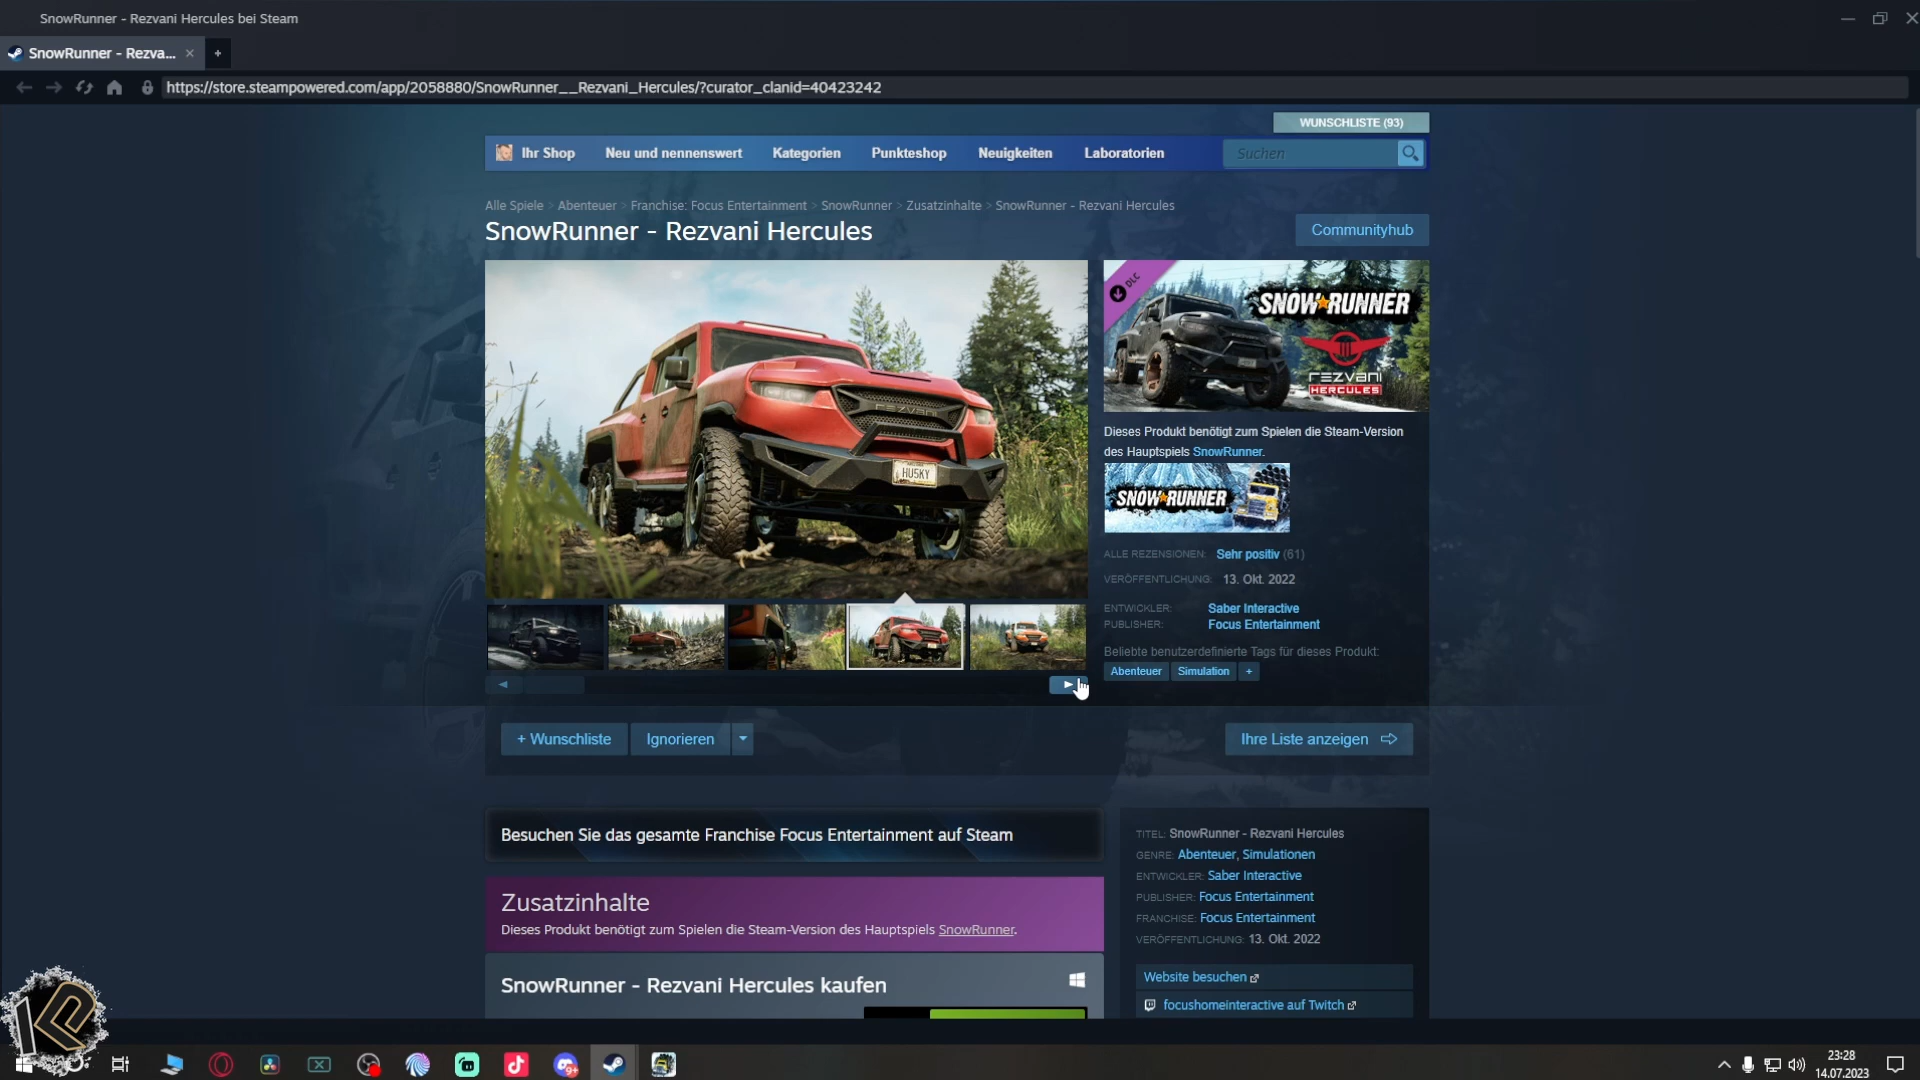 SnowRunner - Rezvani Hercules bei Steam
SnowRunner - Rezva...
https://store.steampowered.com/app/2058880/SnowRunner__Rezvani_Hercules/?curator_clanid=40423242
WUNSCHLISTE (93)
Ihr Shop Neu und nennenswert Kategorien Punkteshop Neuigkeiten Laboratorien Suchen
Alle Spiele > Abenteuer > Franchise: Focus Entertainment > SnowRunner > Zusatzinhalte > SnowRunner - Rezvani Hercules
SnowRunner - Rezvani Hercules
Communityhub
REZVANI
HUSKY
DLC
SNOWRUNNER
REZVANI
HERCULES
Dieses Produkt benötigt zum Spielen die Steam-Version
des Hauptspiels SnowRunner.
SNOWRUNNER
ALLE REZENSIONEN: Sehr positiv (61)
VERÖFFENTLICHUNG: 13. Okt. 2022
ENTWICKLER: Saber Interactive
PUBLISHER: Focus Entertainment
Beliebte benutzerdefinierte Tags für dieses Produkt:
Abenteuer Simulation +
+ Wunschliste Ignorieren
Ihre Liste anzeigen
Besuchen Sie das gesamte Franchise Focus Entertainment auf Steam
Zusatzinhalte
Dieses Produkt benötigt zum Spielen die Steam-Version des Hauptspiels SnowRunner.
SnowRunner - Rezvani Hercules kaufen
TITEL: SnowRunner - Rezvani Hercules
GENRE: Abenteuer, Simulationen
ENTWICKLER: Saber Interactive
PUBLISHER: Focus Entertainment
FRANCHISE: Focus Entertainment
VERÖFFENTLICHUNG: 13. Okt. 2022
Website besuchen
focushomeinteractive auf Twitch
9+
23:28
14.07.2023